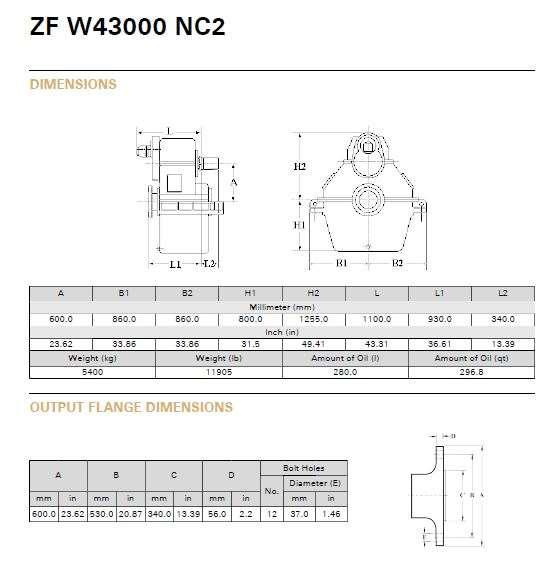 ZF W43000 NC2
DIMENSIONS
L
H2
A
H1
L1 L2
B1 B2
A B1 B2 H1 H2 L L1 L2
Millimeter (mm)
600.0 860.0 860.0 800.0 1255.0 1100.0 930.0 340.0
Inch (in)
23.62 33.86 33.86 31.5 49.41 43.31 36.61 13.39
Weight (kg) Weight (lb) Amount of Oil (l) Amount of Oil (qt)
5400 11905 280.0 296.8
OUTPUT FLANGE DIMENSIONS
D
A B C D Bolt Holes
No. Diameter (E)
mm in mm in mm in mm in mm in
600.0 23.62 530.0 20.87 340.0 13.39 56.0 2.2 12 37.0 1.46
C B A
E